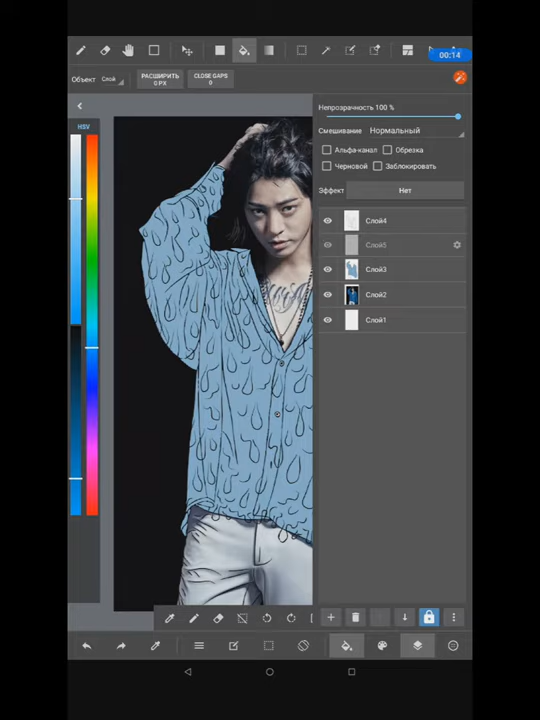 00:14
Объект Слой
РАСШИРИТЬ
0 PX
CLOSE GAPS
0
HSV
Непрозрачность 100 %
Смешивание Нормальный
Альфа-канал Обрезка
Черновой Заблокировать
Эффект Нет
Слой4
Слой5
Слой3
Слой2
Слой1